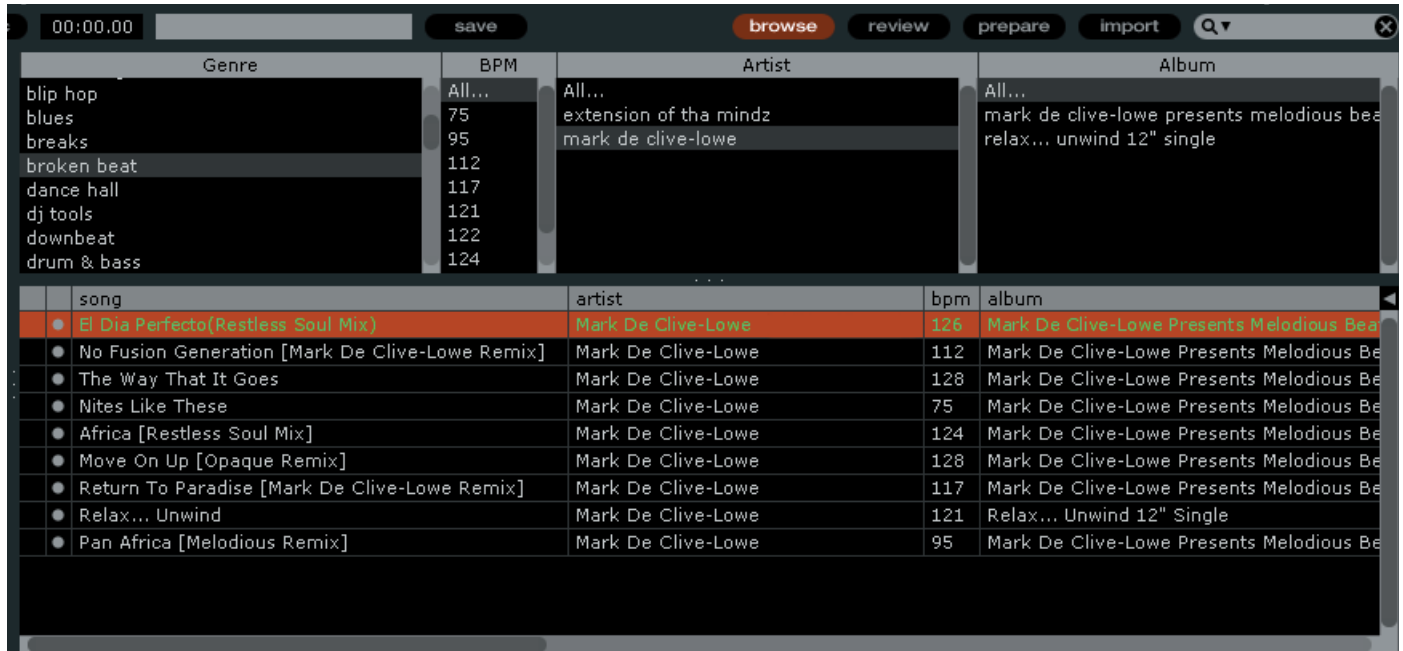 00:00.00 save browse review prepare import
Genre BPM Artist Album
blip hop All... All... All...
blues 75 extension of tha mindz mark de clive-lowe presents melodious bea
breaks 95 mark de clive-lowe relax... unwind 12" single
broken beat 112
dance hall 117
dj tools 121
downbeat 122
drum & bass 124
song artist bpm album
El Dia Perfecto(Restless Soul Mix) Mark De Clive-Lowe 126 Mark De Clive-Lowe Presents Melodious Bea
No Fusion Generation [Mark De Clive-Lowe Remix] Mark De Clive-Lowe 112 Mark De Clive-Lowe Presents Melodious Be
The Way That It Goes Mark De Clive-Lowe 128 Mark De Clive-Lowe Presents Melodious Be
Nites Like These Mark De Clive-Lowe 75 Mark De Clive-Lowe Presents Melodious Be
Africa [Restless Soul Mix] Mark De Clive-Lowe 124 Mark De Clive-Lowe Presents Melodious Be
Move On Up [Opaque Remix] Mark De Clive-Lowe 128 Mark De Clive-Lowe Presents Melodious Be
Return To Paradise [Mark De Clive-Lowe Remix] Mark De Clive-Lowe 117 Mark De Clive-Lowe Presents Melodious Be
Relax... Unwind Mark De Clive-Lowe 121 Relax... Unwind 12" Single
Pan Africa [Melodious Remix] Mark De Clive-Lowe 95 Mark De Clive-Lowe Presents Melodious Be